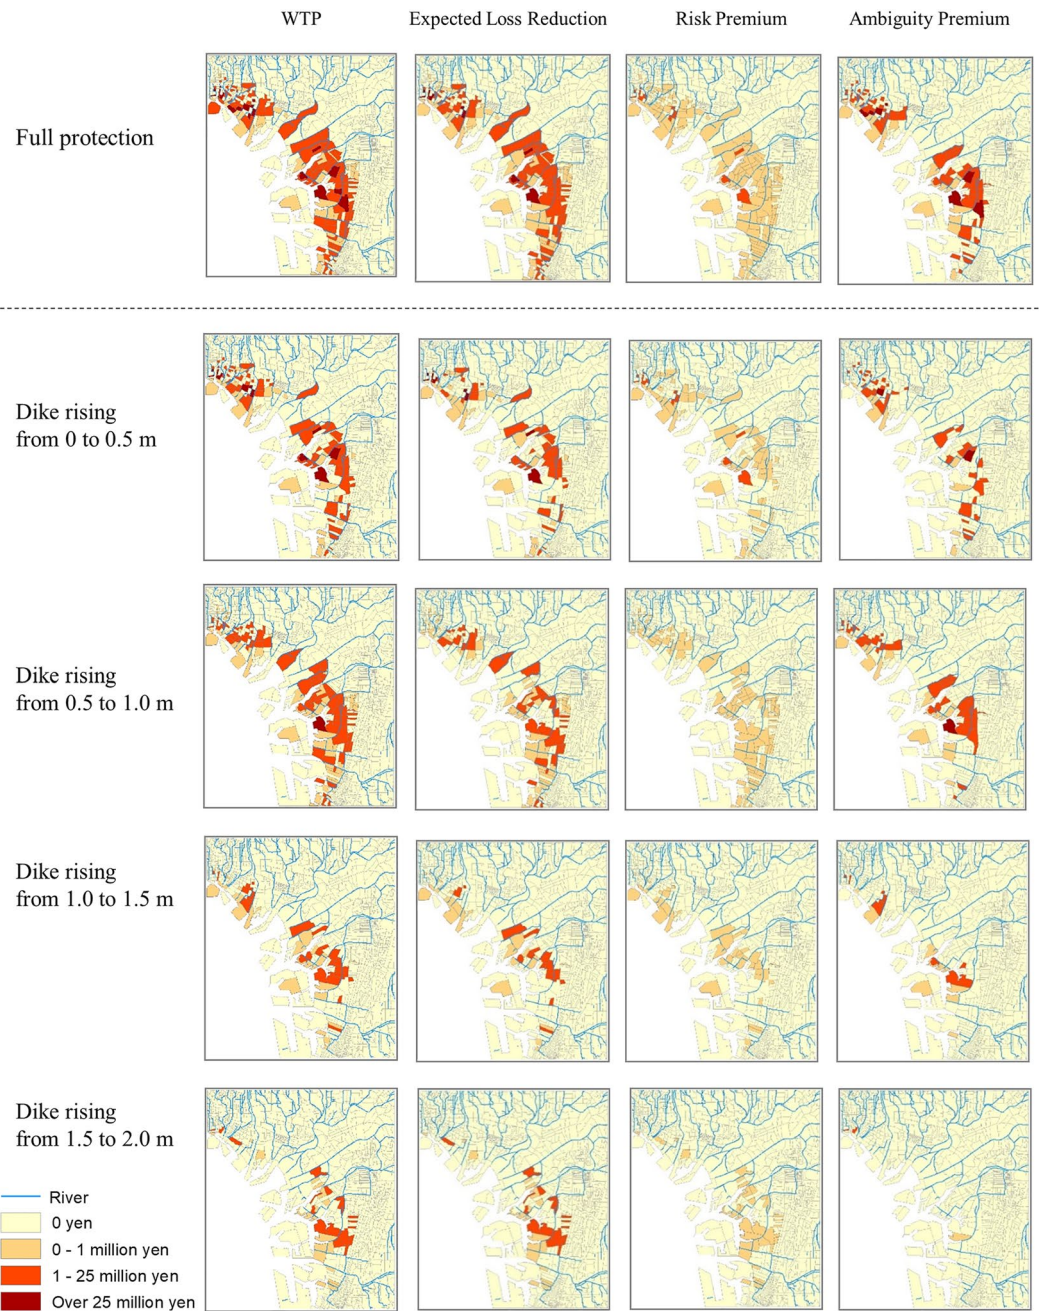 WTP Expected Loss Reduction Risk Premium Ambiguity Premium
Full protection
Dike rising
from 0 to 0.5 m
Dike rising
from 0.5 to 1.0 m
Dike rising
from 1.0 to 1.5 m
Dike rising
from 1.5 to 2.0 m
River
0 yen
0 - 1 million yen
1 - 25 million yen
Over 25 million yen